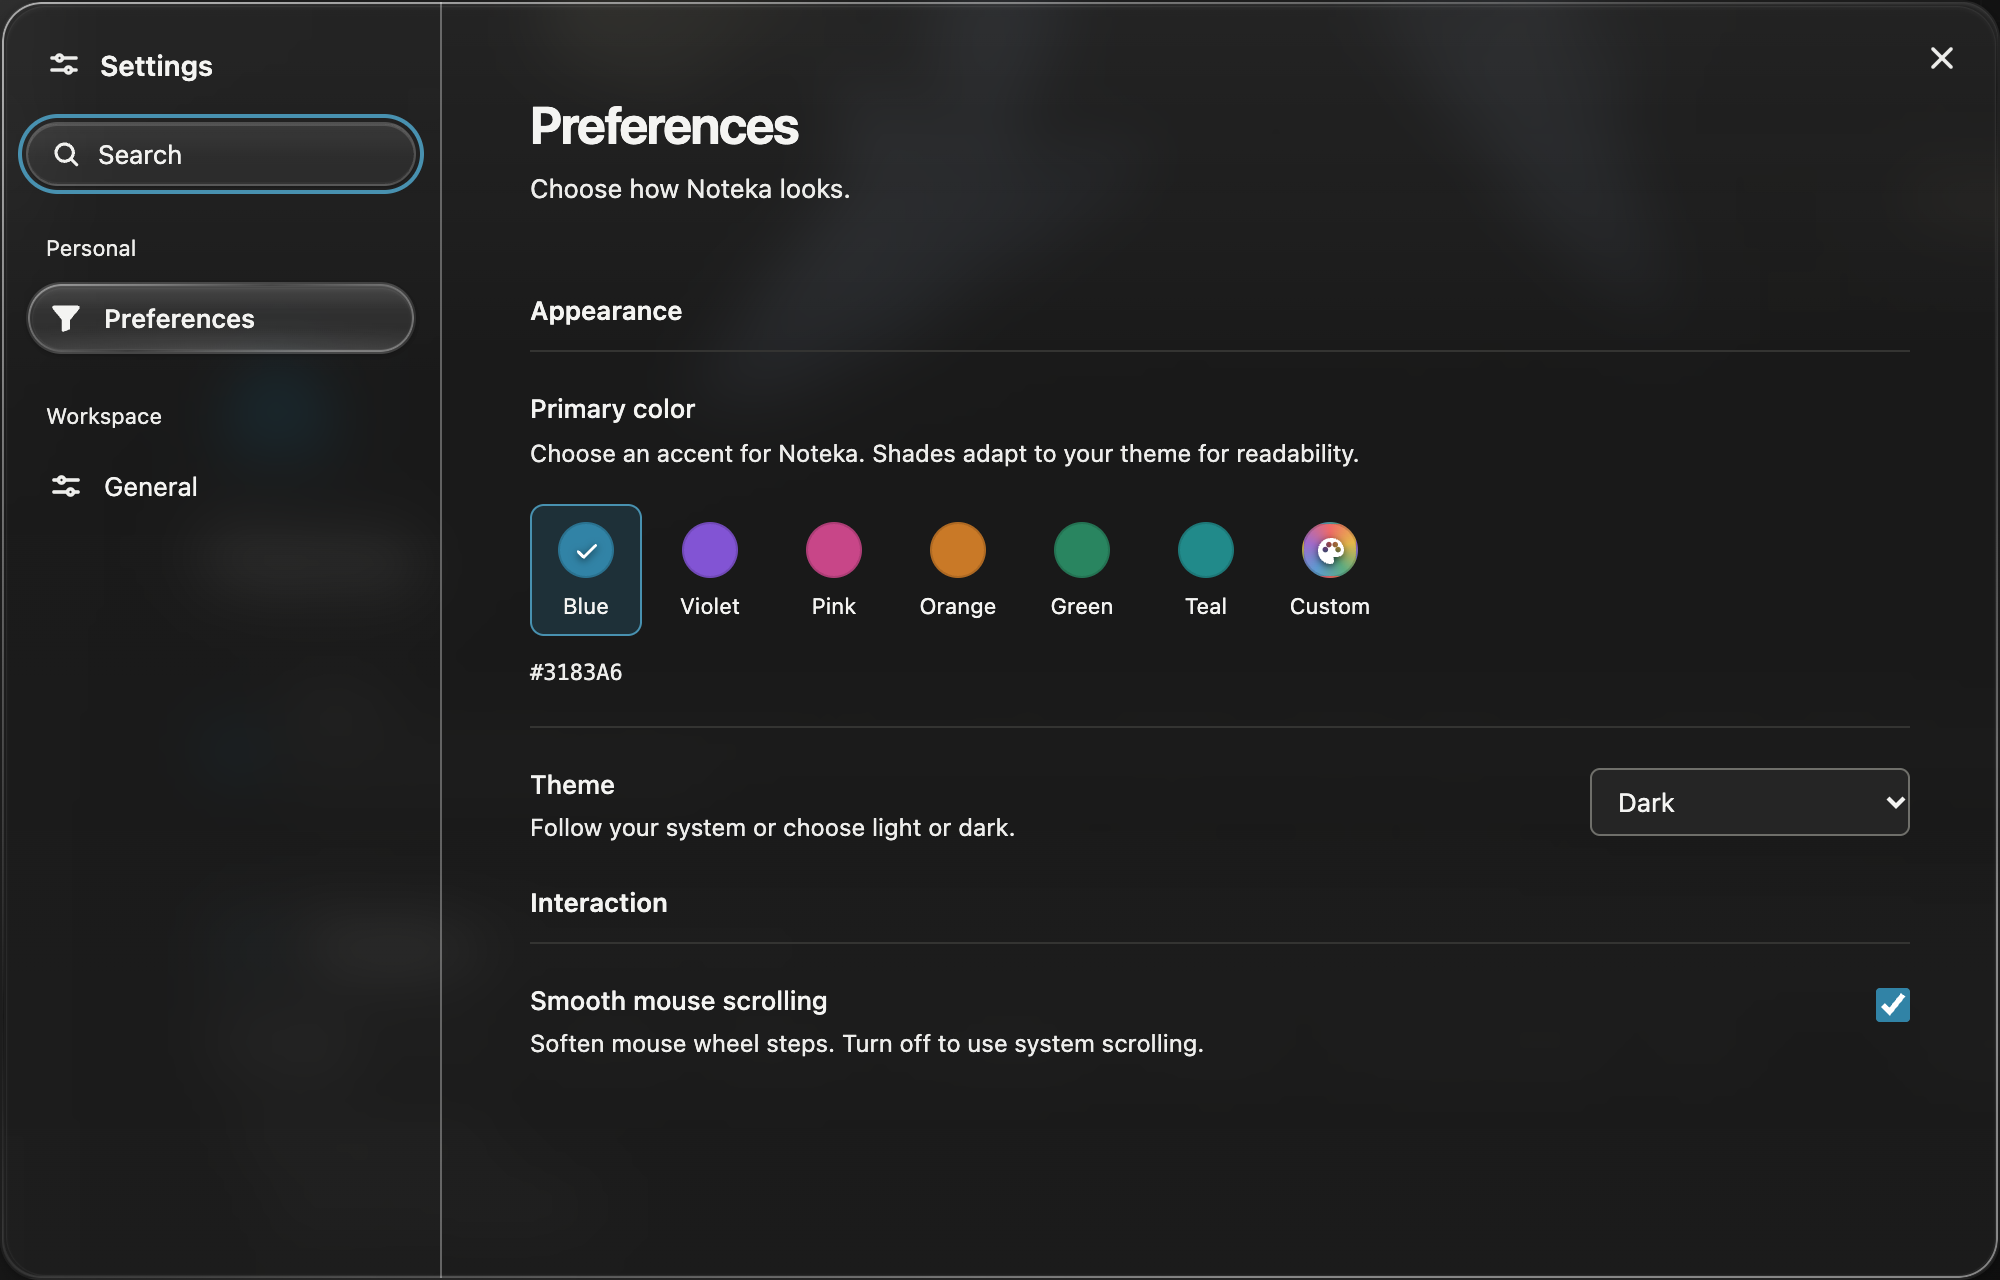 Settings
Search
Personal
Preferences
Workspace
General
Preferences
Choose how Noteka looks.
Appearance
Primary color
Choose an accent for Noteka. Shades adapt to your theme for readability.
Blue
Violet
Pink
Orange
Green
Teal
Custom
#3183A6
Theme
Follow your system or choose light or dark.
Dark
Interaction
Smooth mouse scrolling
Soften mouse wheel steps. Turn off to use system scrolling.